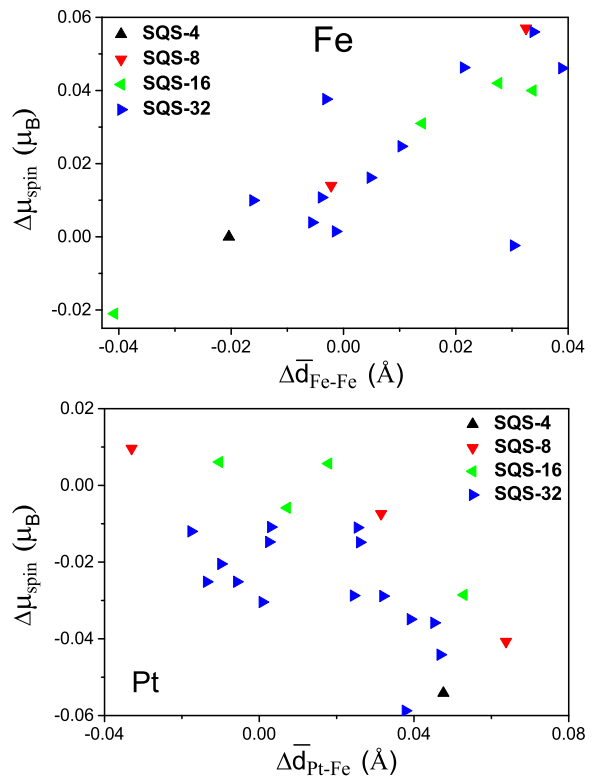 Fe
SQS-4
SQS-8
SQS-16
SQS-32
0.06
0.04
0.02
0.00
-0.02
Δμspin (μB)
-0.04
-0.02
0.00
0.02
0.04
Δd̅Fe-Fe (Å)
SQS-4
SQS-8
SQS-16
SQS-32
0.02
0.00
-0.02
-0.04
-0.06
Δμspin (μB)
Pt
-0.04
0.00
0.04
0.08
Δd̅Pt-Fe (Å)